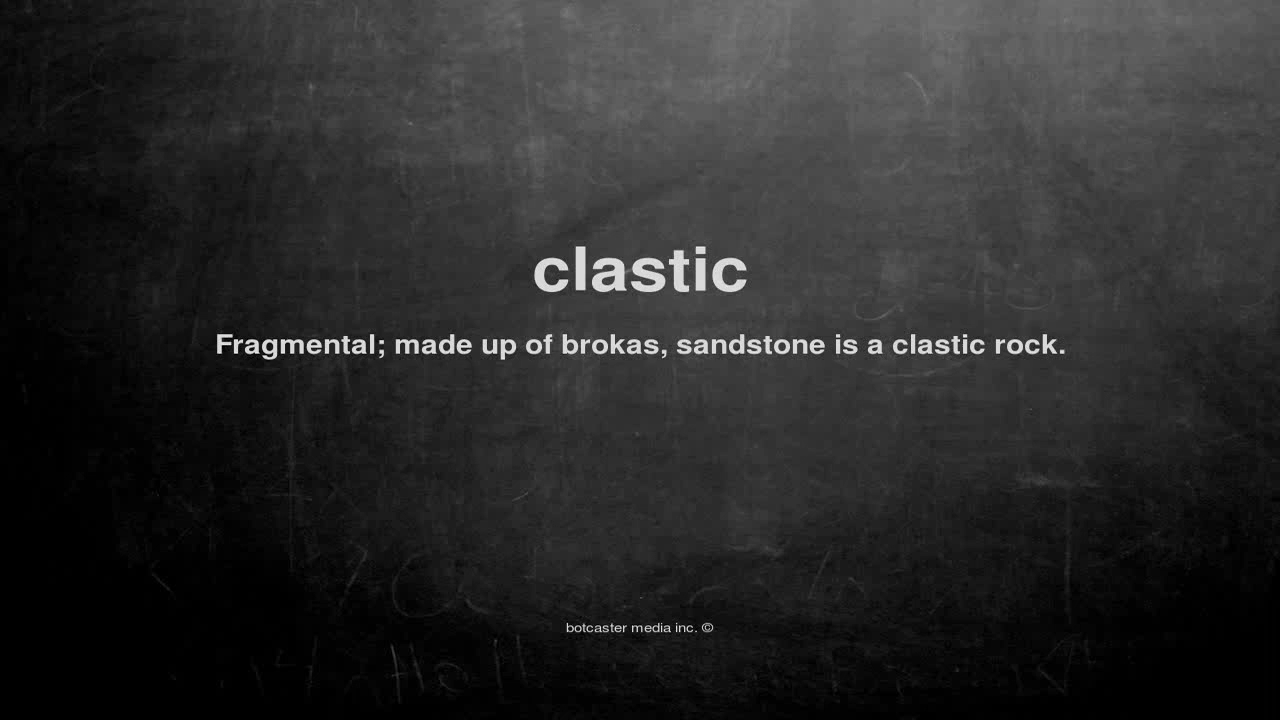 clastic
Fragmental; made up of brokas, sandstone is a clastic rock.
botcaster media inc. ©